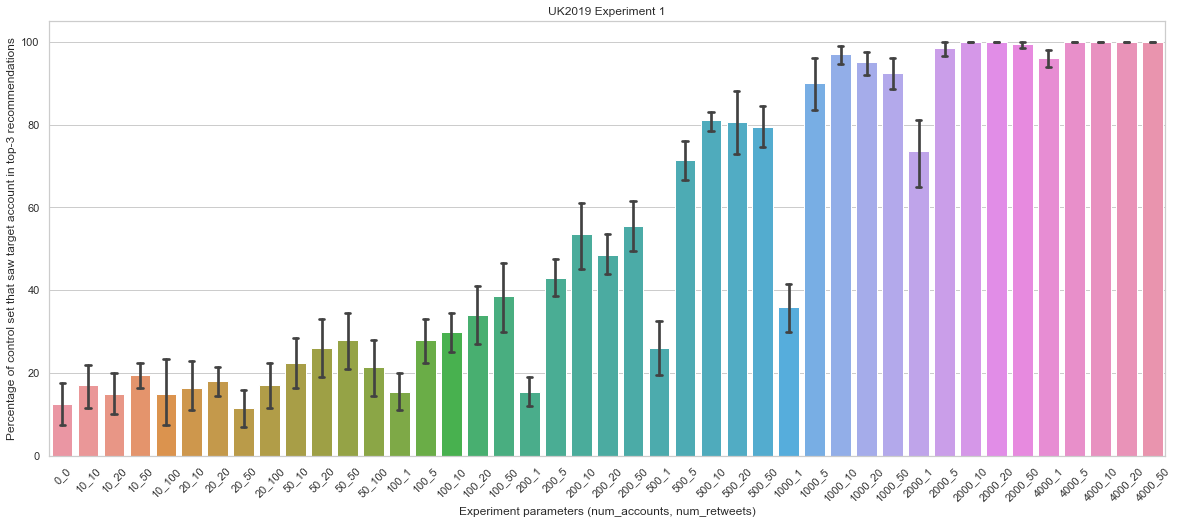 UK2019 Experiment 1
Percentage of control set that saw target account in top-3 recommendations
100
80
60
40
20
0
0_0 10_10 10_20 10_50 10_100 20_10 20_20 20_50 20_100 50_10 50_20 50_50 50_100 100_1 100_5 100_10 100_20 100_50 200_1 200_5 200_10 200_20 200_50 500_1 500_5 500_10 500_20 500_50 1000_1 1000_5 1000_10 1000_20 1000_50 2000_1 2000_5 2000_10 2000_20 2000_50 4000_1 4000_5 4000_10 4000_20 4000_50
Experiment parameters (num_accounts, num_retweets)